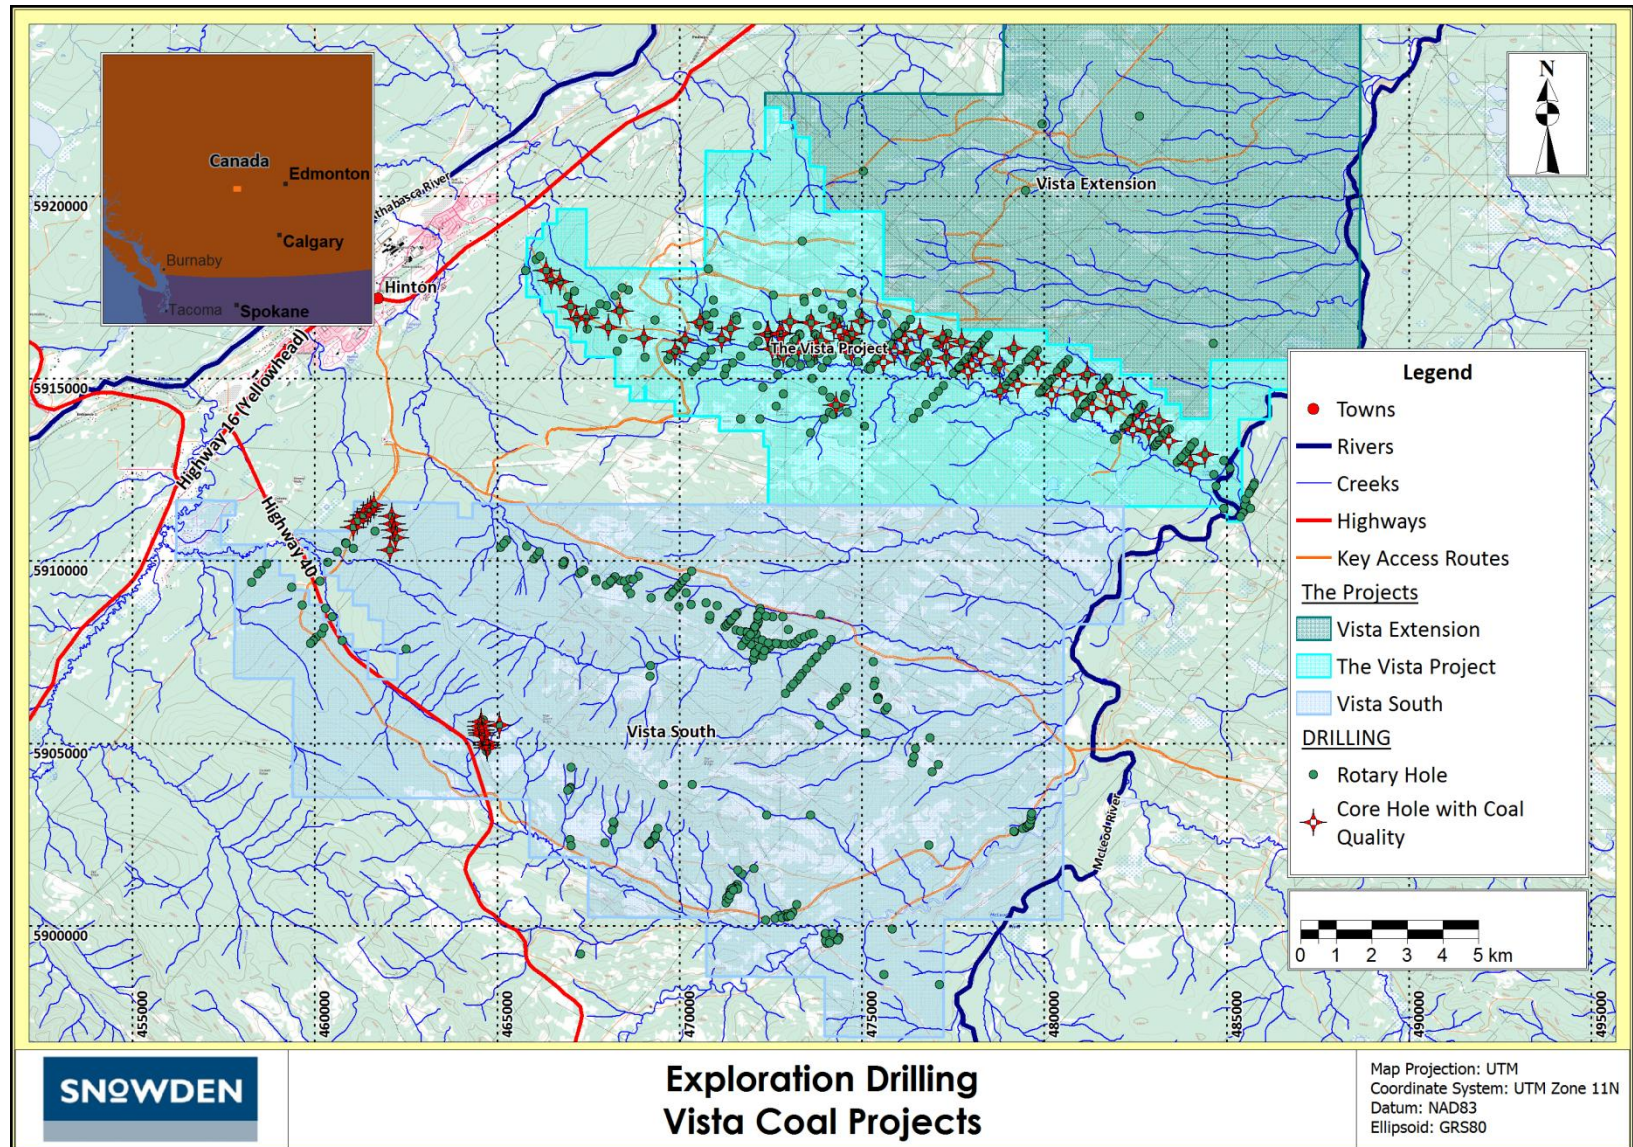 Canada
Edmonton
Calgary
Burnaby
Tacoma
Spokane
Athabasca River
Hinton
Highway 16 (Yellowhead)
Highway 40
Vista Extension
The Vista Project
Vista South
McLeod River
N
5920000
5915000
5910000
5905000
5900000
455000
460000
465000
470000
475000
480000
485000
490000
495000
Legend
Towns
Rivers
Creeks
Highways
Key Access Routes
The Projects
Vista Extension
The Vista Project
Vista South
DRILLING
Rotary Hole
Core Hole with Coal
Quality
0 1 2 3 4 5 km
SNOWDEN
Exploration Drilling
Vista Coal Projects
Map Projection: UTM
Coordinate System: UTM Zone 11N
Datum: NAD83
Ellipsoid: GRS80